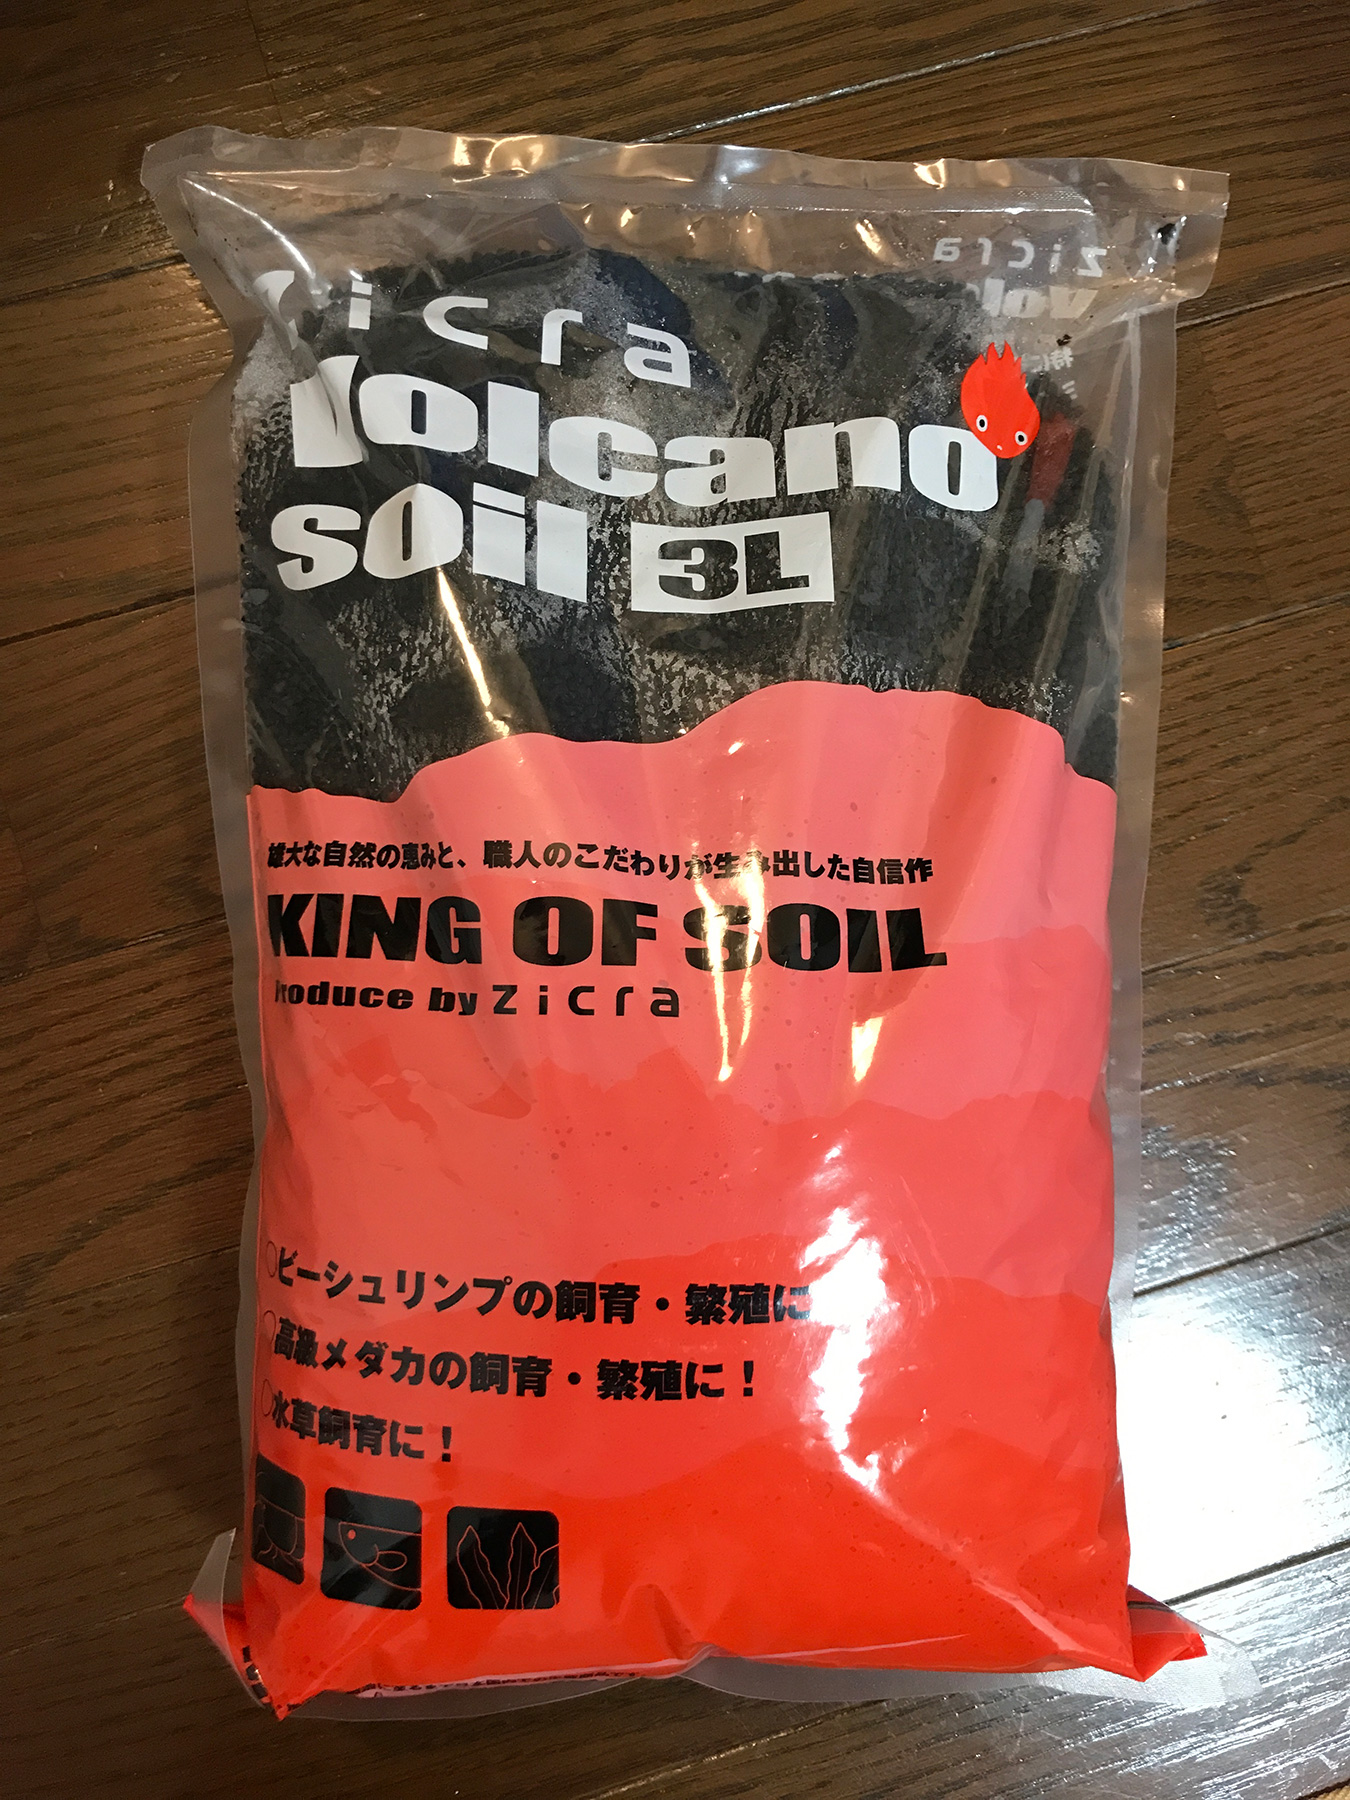 Zicra
Volcano
soil 3L
雄大な自然の恵みと、職人のこだわりが生み出した自信作
KING OF SOIL
Produce by Zicra
○ビーシュリンプの飼育・繁殖に
○高級メダカの飼育・繁殖に！
○水草飼育に！